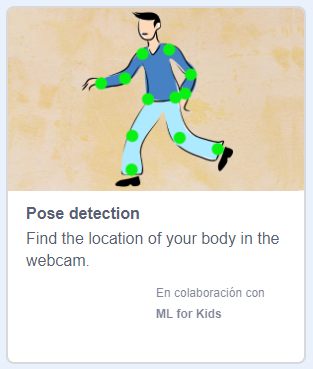 Pose detection
Find the location of your body in the
webcam.
En colaboración con
ML for Kids